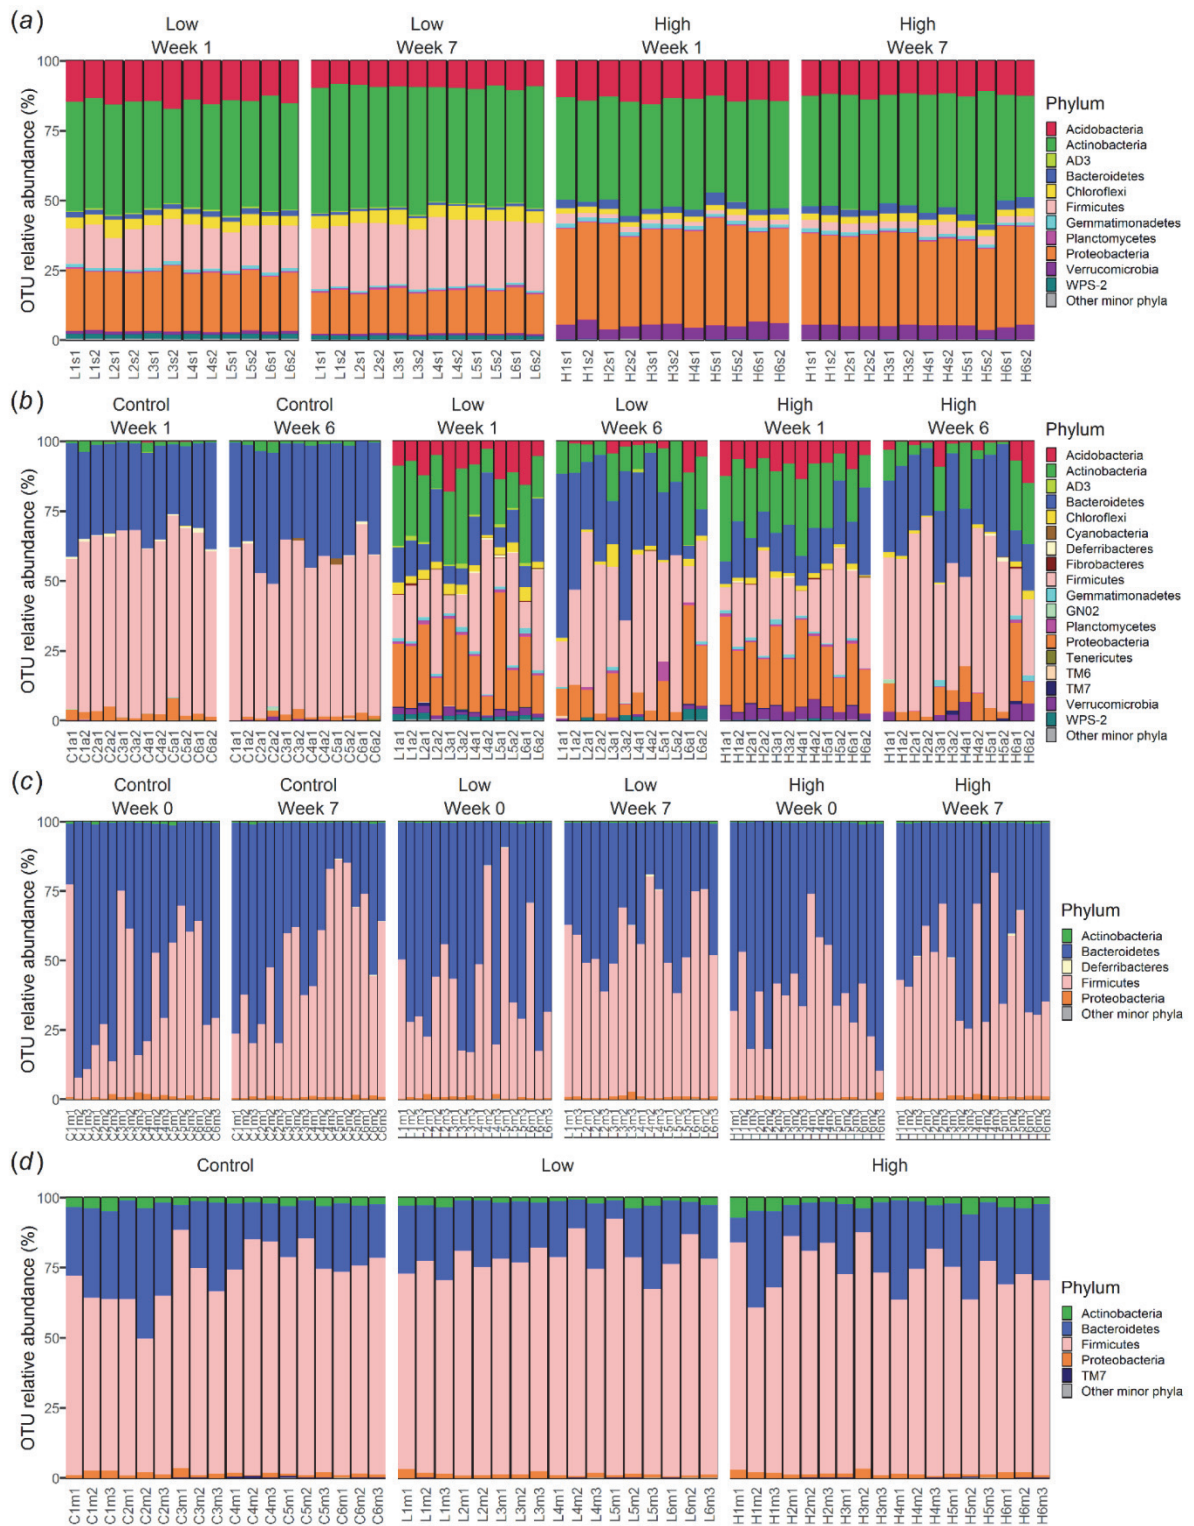 (a)
Low
Week 1
Low
Week 7
High
Week 1
High
Week 7
OTU relative abundance (%)
100
75
50
25
0
L1s1 L1s2 L2s1 L2s2 L3s1 L3s2 L4s1 L4s2 L5s1 L5s2 L6s1 L6s2
L1s1 L1s2 L2s1 L2s2 L3s1 L3s2 L4s1 L4s2 L5s1 L5s2 L6s1 L6s2
H1s1 H1s2 H2s1 H2s2 H3s1 H3s2 H4s1 H5s1 H5s2 H6s1 H6s2
H1s1 H1s2 H2s1 H2s2 H3s1 H3s2 H4s1 H4s2 H5s1 H5s2 H6s1 H6s2
Phylum
Acidobacteria
Actinobacteria
AD3
Bacteroidetes
Chloroflexi
Firmicutes
Gemmatimonadetes
Planctomycetes
Proteobacteria
Verrucomicrobia
WPS-2
Other minor phyla
(b)
Control
Week 1
Control
Week 6
Low
Week 1
Low
Week 6
High
Week 1
High
Week 6
OTU relative abundance (%)
100
75
50
25
0
C1a1 C1a2 C2a1 C2a2 C3a1 C3a2 C4a1 C4a2 C5a1 C5a2 C6a1 C6a2
C1a1 C1a2 C2a1 C2a2 C3a1 C3a2 C4a1 C4a2 C5a1 C5a2 C6a1 C6a2
L1a1 L1a2 L2a1 L2a2 L3a1 L3a2 L4a1 L4a2 L5a1 L5a2 L6a1 L6a2
L1a1 L1a2 L2a1 L2a2 L3a1 L3a2 L4a1 L4a2 L5a1 L5a2 L6a1 L6a2
H1a1 H1a2 H2a1 H2a2 H3a1 H3a2 H4a1 H4a2 H5a1 H5a2 H6a1 H6a2
H1a1 H1a2 H2a1 H2a2 H3a1 H3a2 H4a1 H4a2 H5a1 H5a2 H6a1 H6a2
Phylum
Acidobacteria
Actinobacteria
AD3
Bacteroidetes
Chloroflexi
Cyanobacteria
Deferribacteres
Fibrobacteres
Firmicutes
Gemmatimonadetes
GN02
Planctomycetes
Proteobacteria
Tenericutes
TM6
TM7
Verrucomicrobia
WPS-2
Other minor phyla
(c)
Control
Week 0
Control
Week 7
Low
Week 0
Low
Week 7
High
Week 0
High
Week 7
OTU relative abundance (%)
100
75
50
25
0
Phylum
Actinobacteria
Bacteroidetes
Deferribacteres
Firmicutes
Proteobacteria
Other minor phyla
(d)
Control
Low
High
OTU relative abundance (%)
100
75
50
25
0
C1m1 C1m2 C1m3 C2m1 C2m2 C2m3 C3m1 C3m2 C3m3 C4m1 C4m2 C4m3 C5m1 C5m2 C5m3 C6m1 C6m2 C6m3
L1m1 L1m2 L1m3 L2m1 L2m2 L2m3 L3m1 L3m2 L3m3 L4m1 L4m2 L4m3 L5m1 L5m2 L5m3 L6m1 L6m2 L6m3
H1m1 H1m2 H1m3 H2m1 H2m2 H2m3 H3m1 H3m2 H3m3 H4m1 H4m2 H4m3 H5m1 H5m2 H5m3 H6m1 H6m2 H6m3
Phylum
Actinobacteria
Bacteroidetes
Firmicutes
Proteobacteria
TM7
Other minor phyla